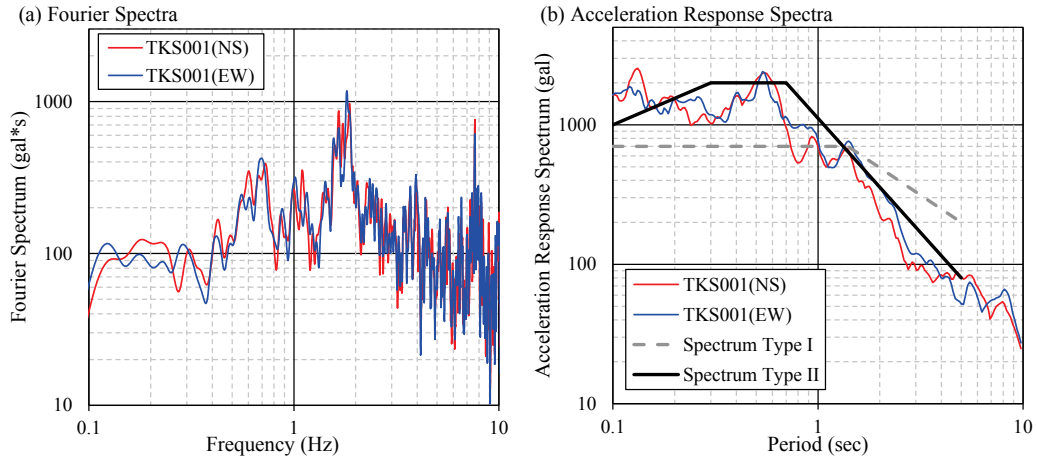 (a) Fourier Spectra
TKS001(NS)
TKS001(EW)
1000
100
10
0.1
1
10
Fourier Spectrum (gal*s)
Frequency (Hz)
(b) Acceleration Response Spectra
1000
100
10
0.1
1
10
Acceleration Response Spectrum (gal)
TKS001(NS)
TKS001(EW)
Spectrum Type I
Spectrum Type II
Period (sec)